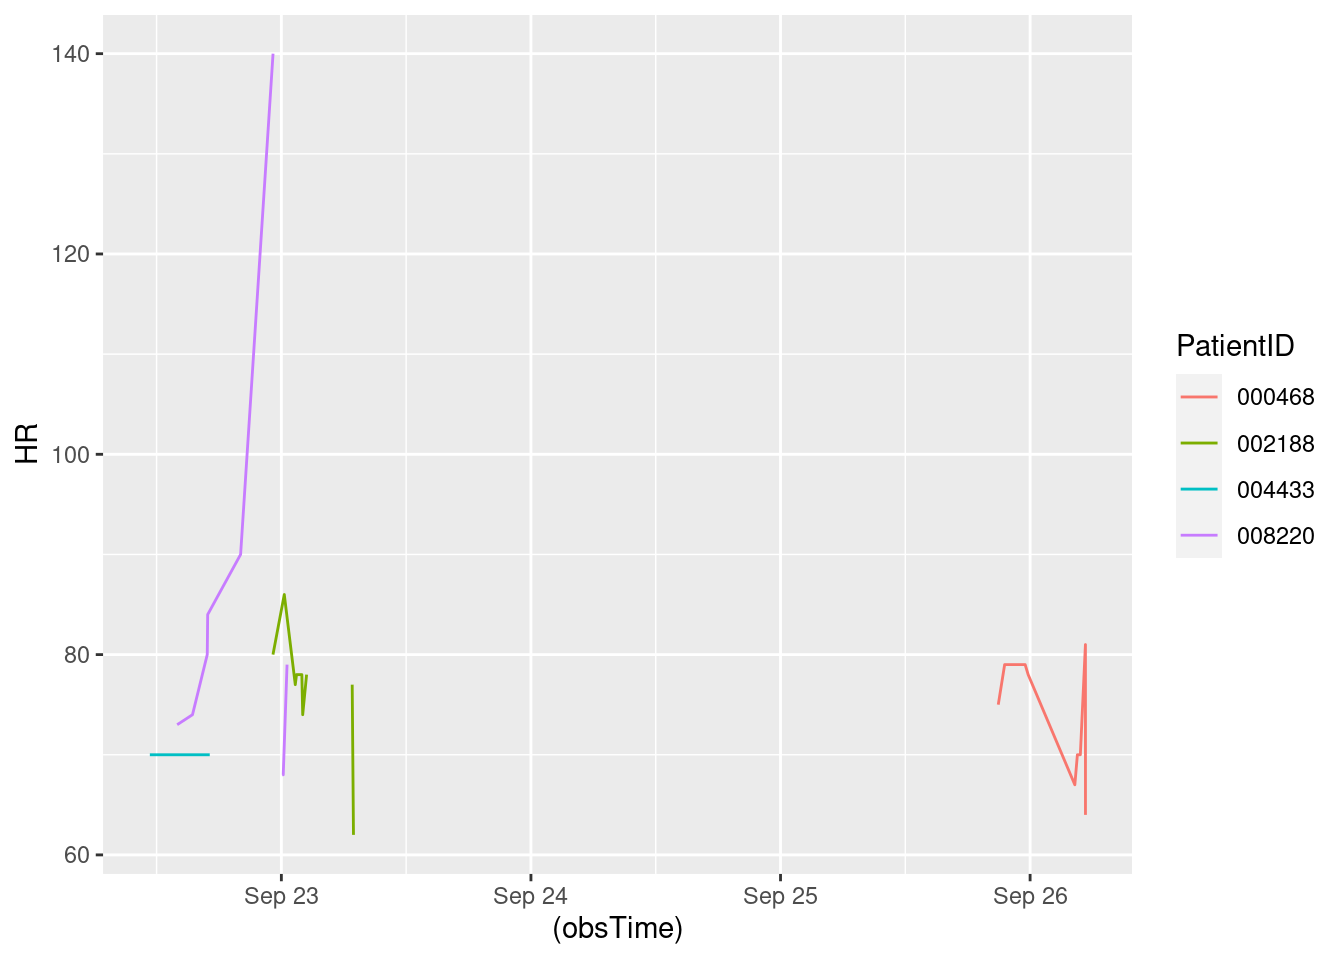 140
120
100
80
60
HR
Sep 23
Sep 24
Sep 25
Sep 26
(obsTime)
PatientID
000468
002188
004433
008220